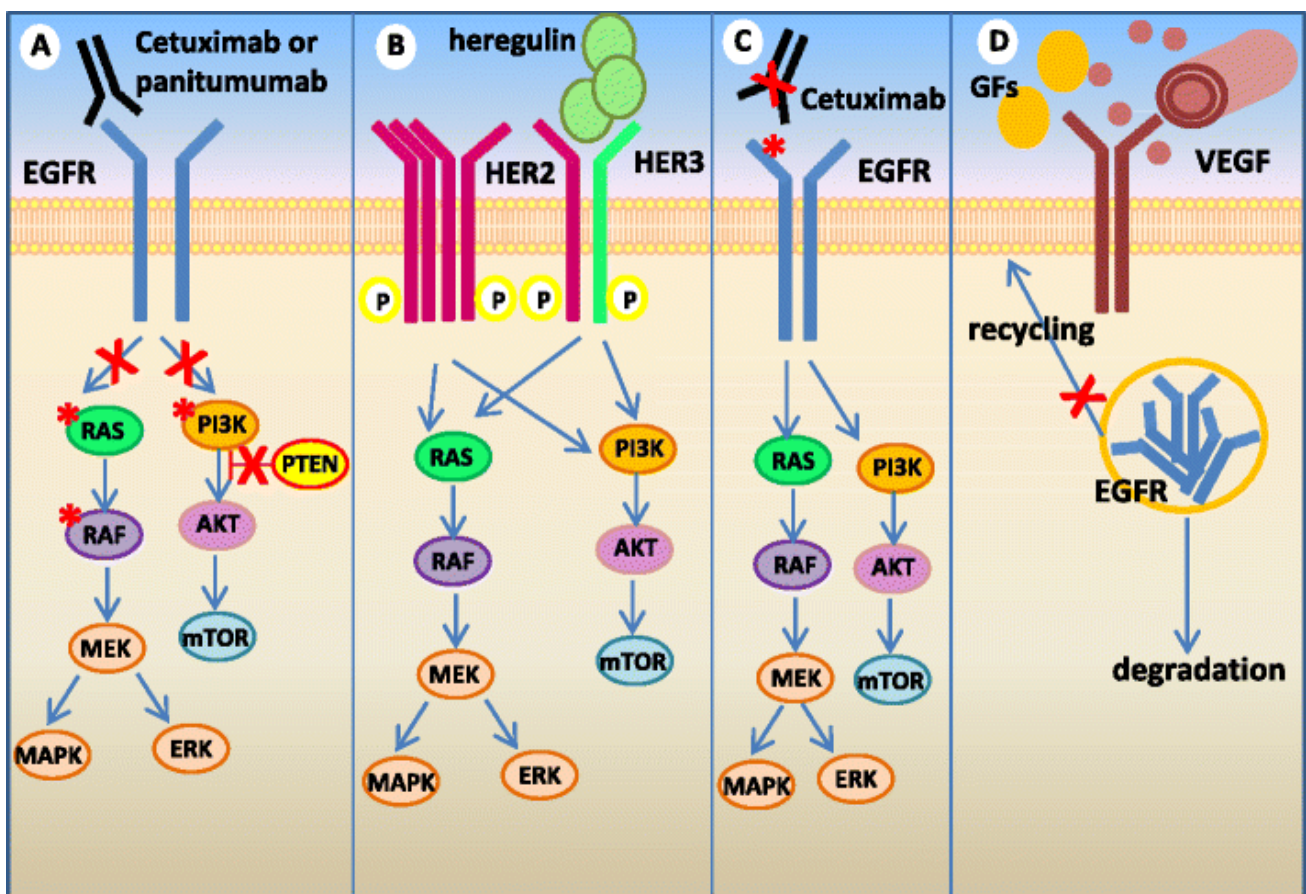 A
Cetuximab or
panitumumab
EGFR
RAS
PI3K
PTEN
RAF
AKT
MEK
mTOR
MAPK
ERK
B
heregulin
HER2
HER3
P
P
P
P
RAS
PI3K
RAF
AKT
MEK
mTOR
MAPK
ERK
C
Cetuximab
EGFR
RAS
PI3K
RAF
AKT
MEK
mTOR
MAPK
ERK
D
GFs
VEGF
recycling
EGFR
degradation